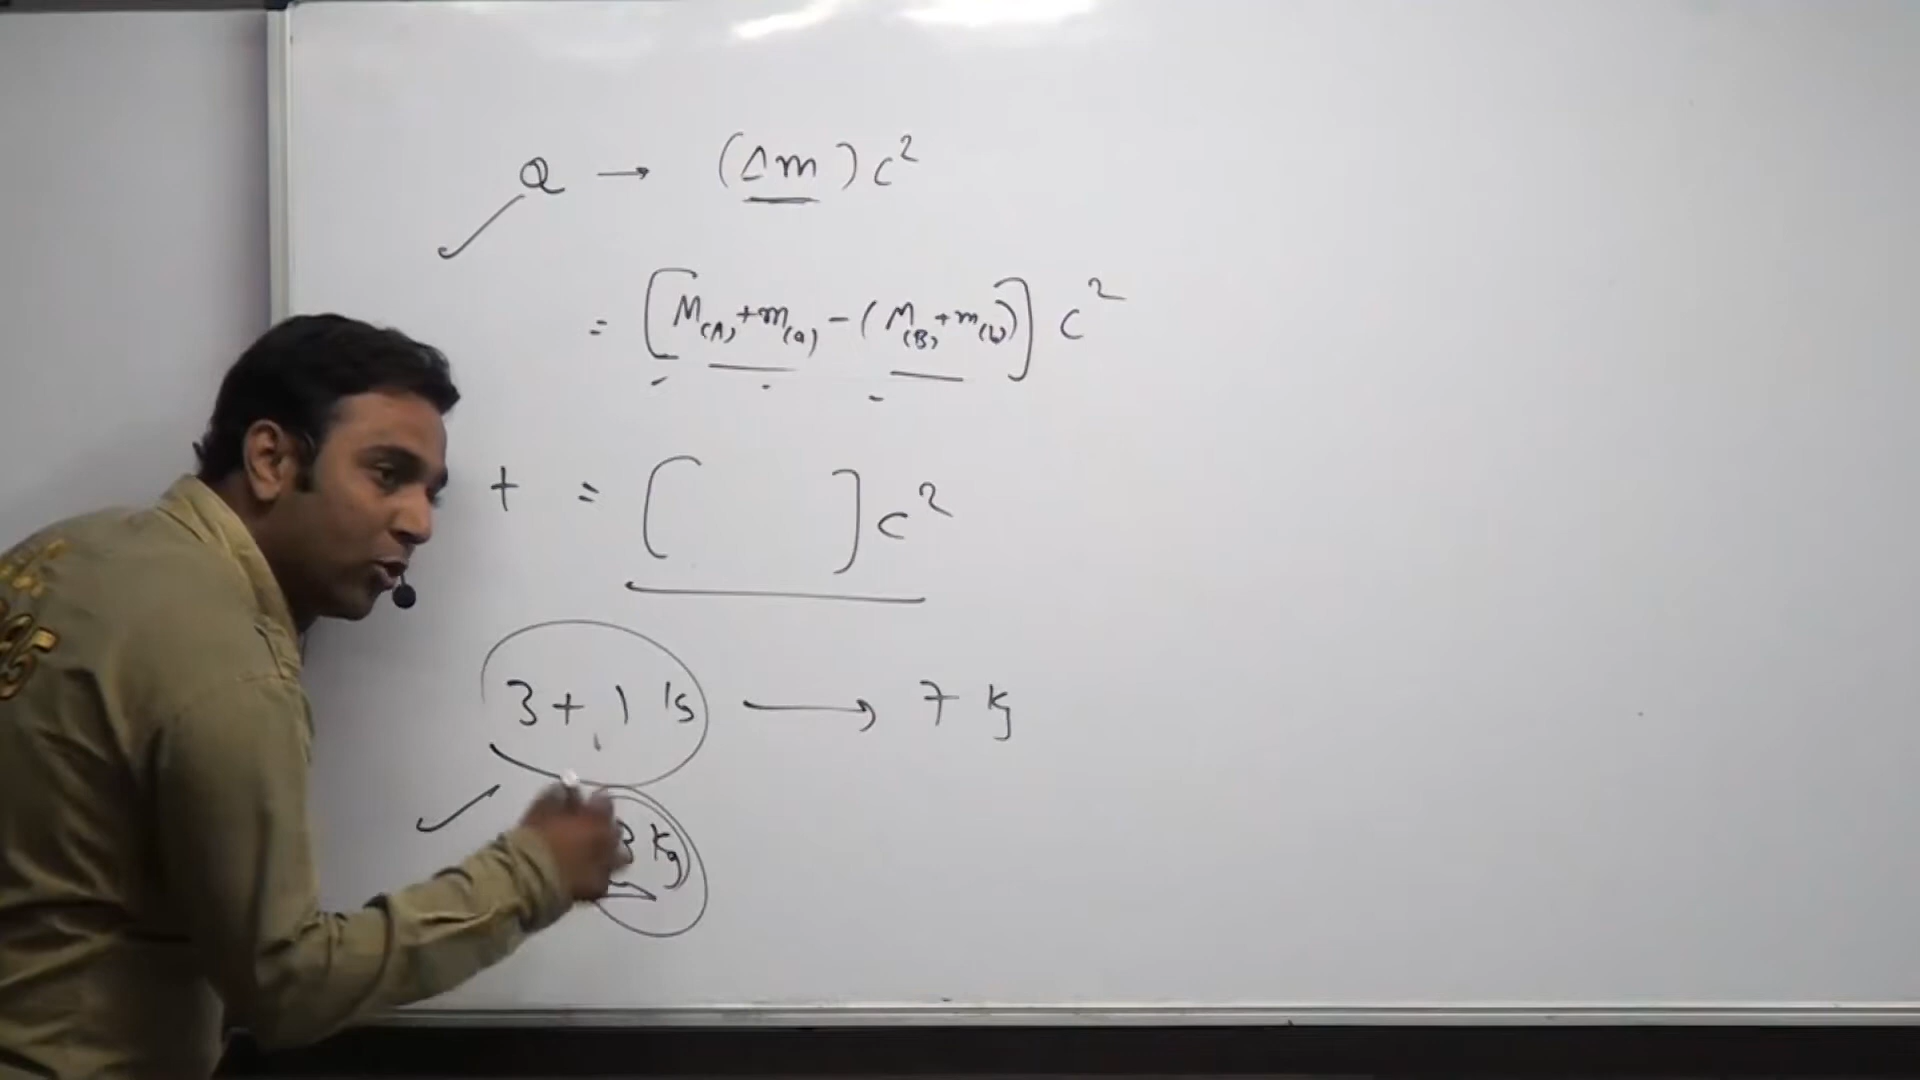 Q → (Δm)c²
= [M(A)+m(a)-(M(B)+m(b))] c²
+ = [ ]c²
3+1 → 7 kg
3 kg